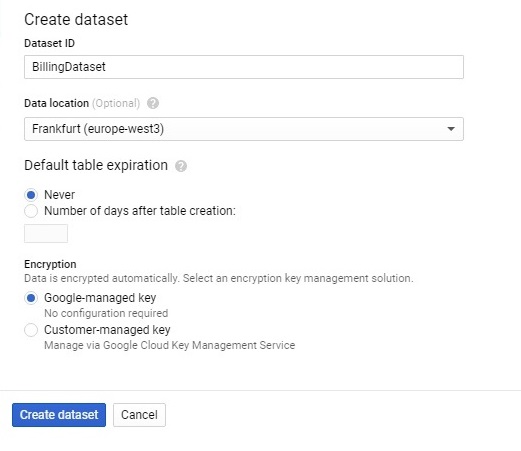 Create dataset
Dataset ID
BillingDataset
Data location (Optional) ?
Frankfurt (europe-west3)
Default table expiration ?
Never
Number of days after table creation:
Encryption
Data is encrypted automatically. Select an encryption key management solution.
Google-managed key
No configuration required
Customer-managed key
Manage via Google Cloud Key Management Service
Create dataset Cancel